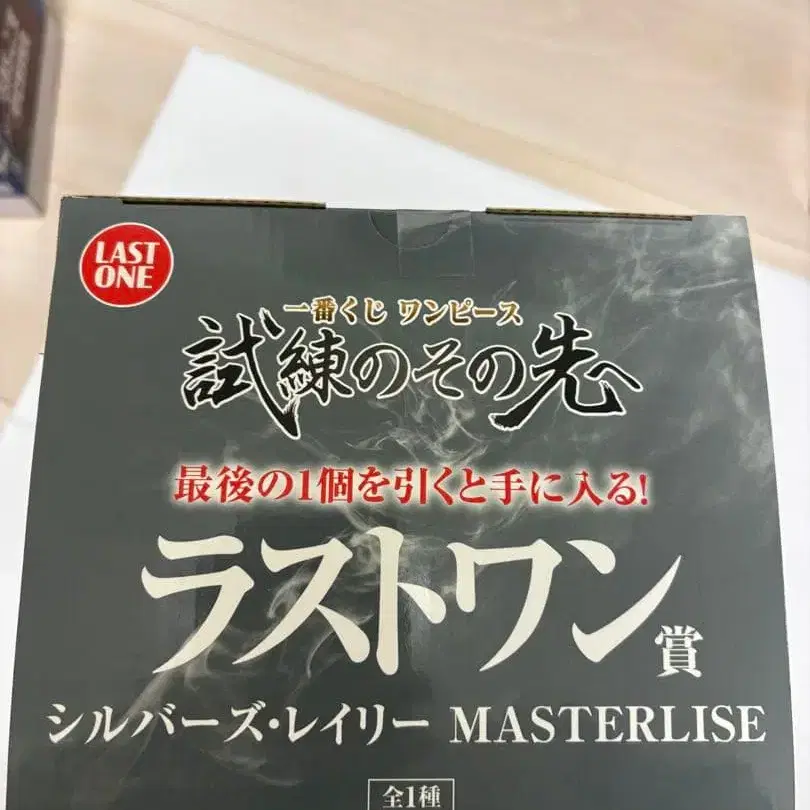 LAST
ONE
一番くじ ワンピース
試練のその先へ
最後の1個を引くと手に入る!
ラストワン賞
シルバーズ・レイリー MASTERLISE
全1種